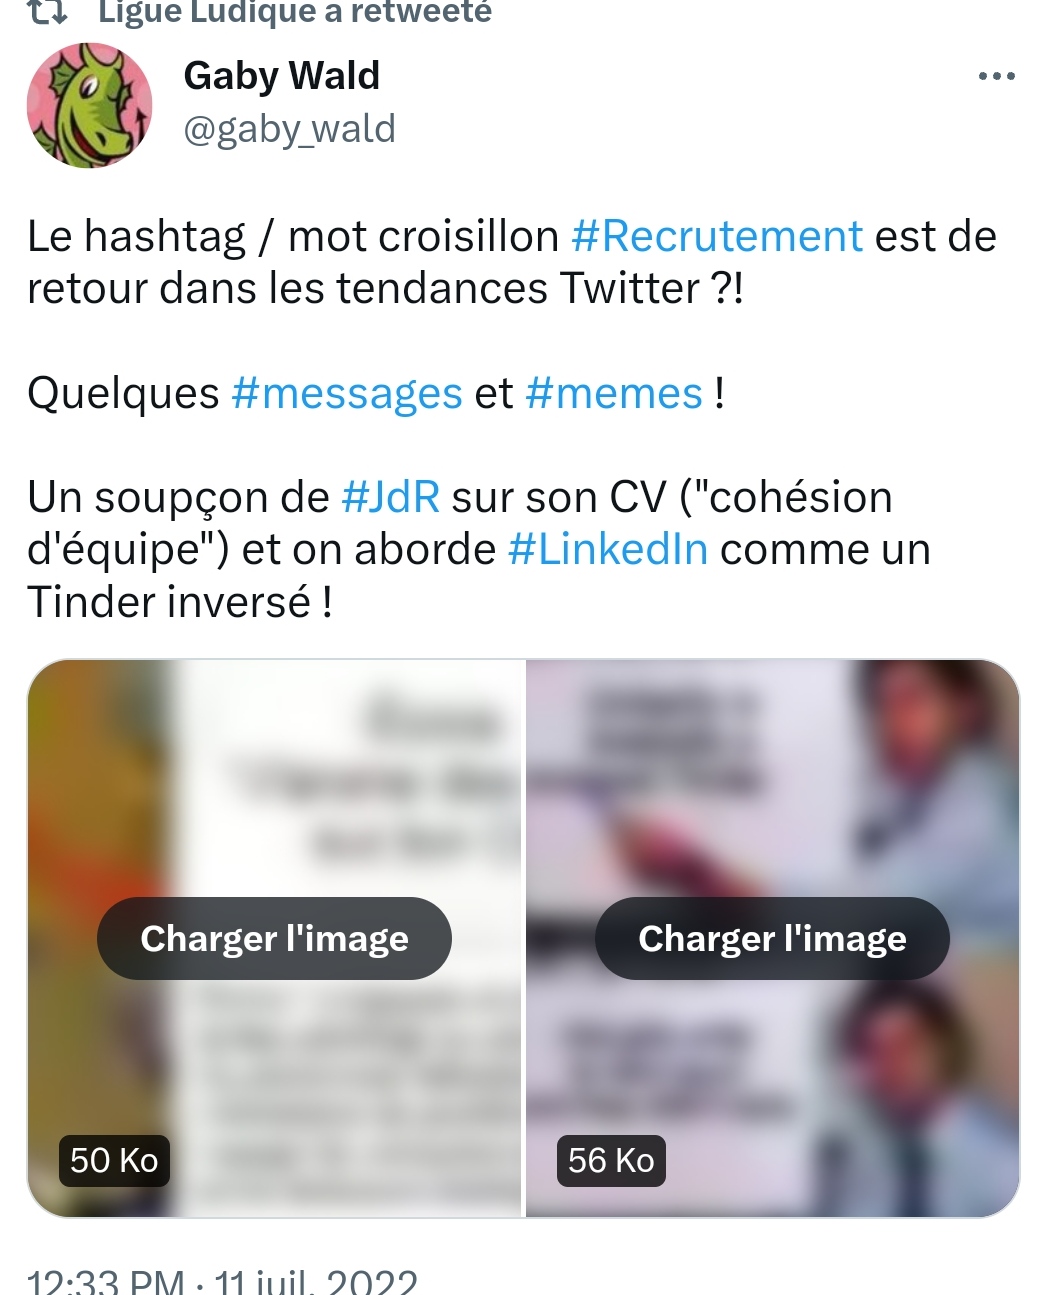 Ligue Ludique a retweeté
Gaby Wald
@gaby_wald
Le hashtag / mot croisillon #Recrutement est de
retour dans les tendances Twitter ?!
Quelques #messages et #memes !
Un soupçon de #JdR sur son CV ("cohésion
d'équipe") et on aborde #LinkedIn comme un
Tinder inversé !
Charger l'image
Charger l'image
50 Ko
56 Ko
12:33 PM · 11 juil. 2022